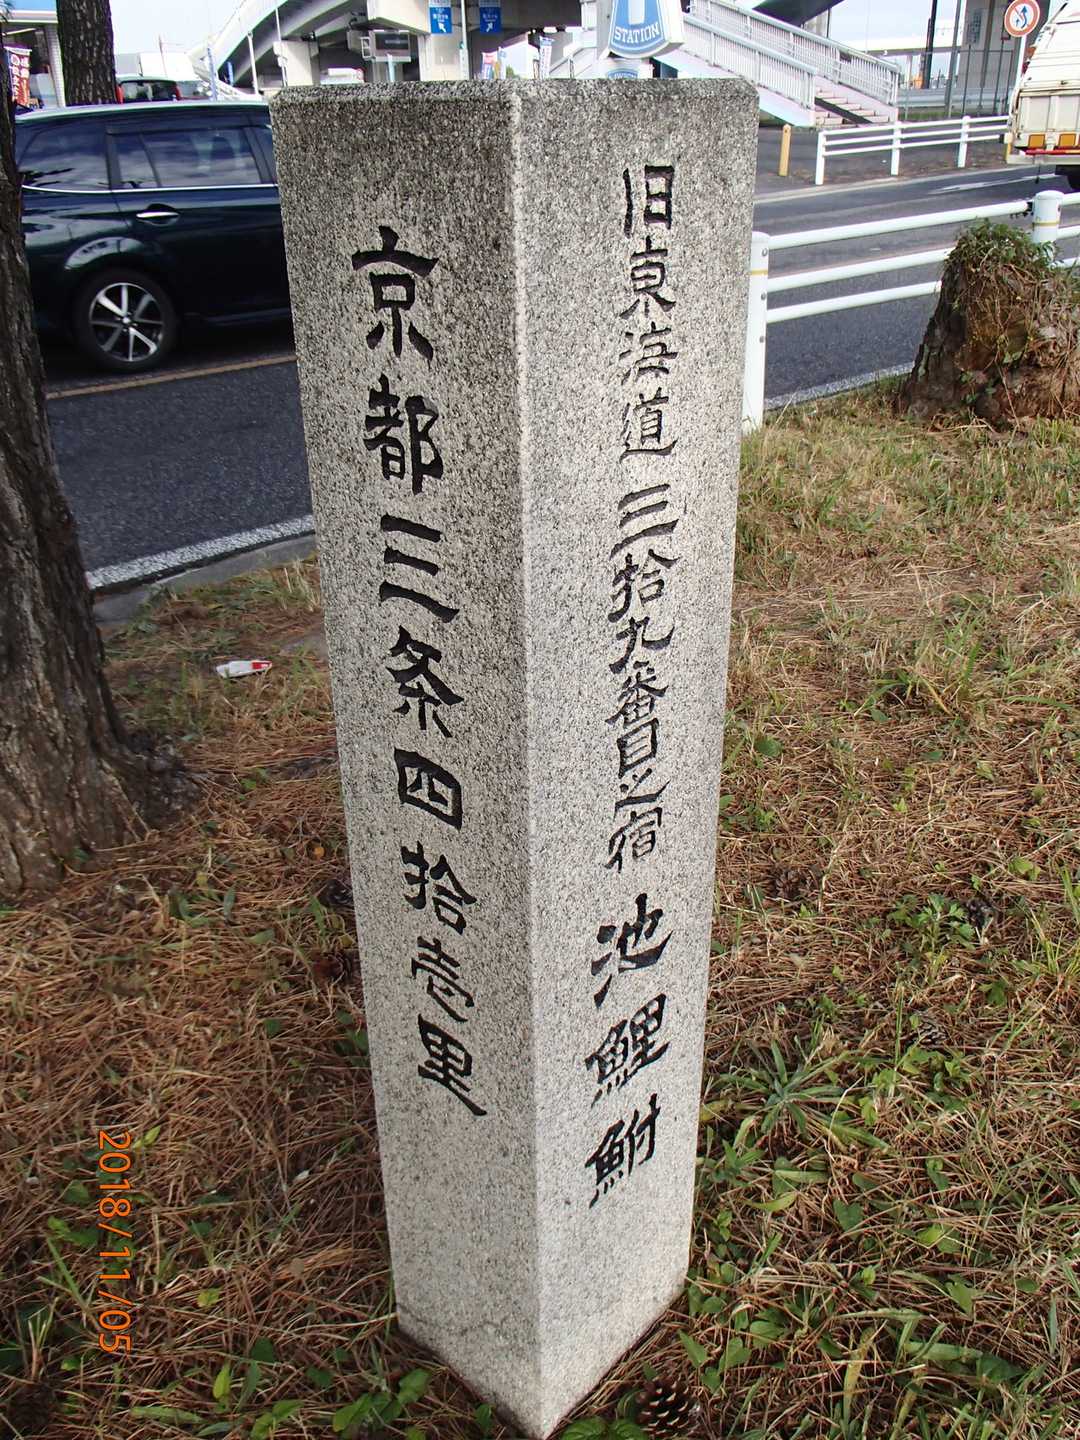 旧東海道三拾九番目之宿 池鯉鮒
京都三条四拾壱里
STATION
2018/11/05